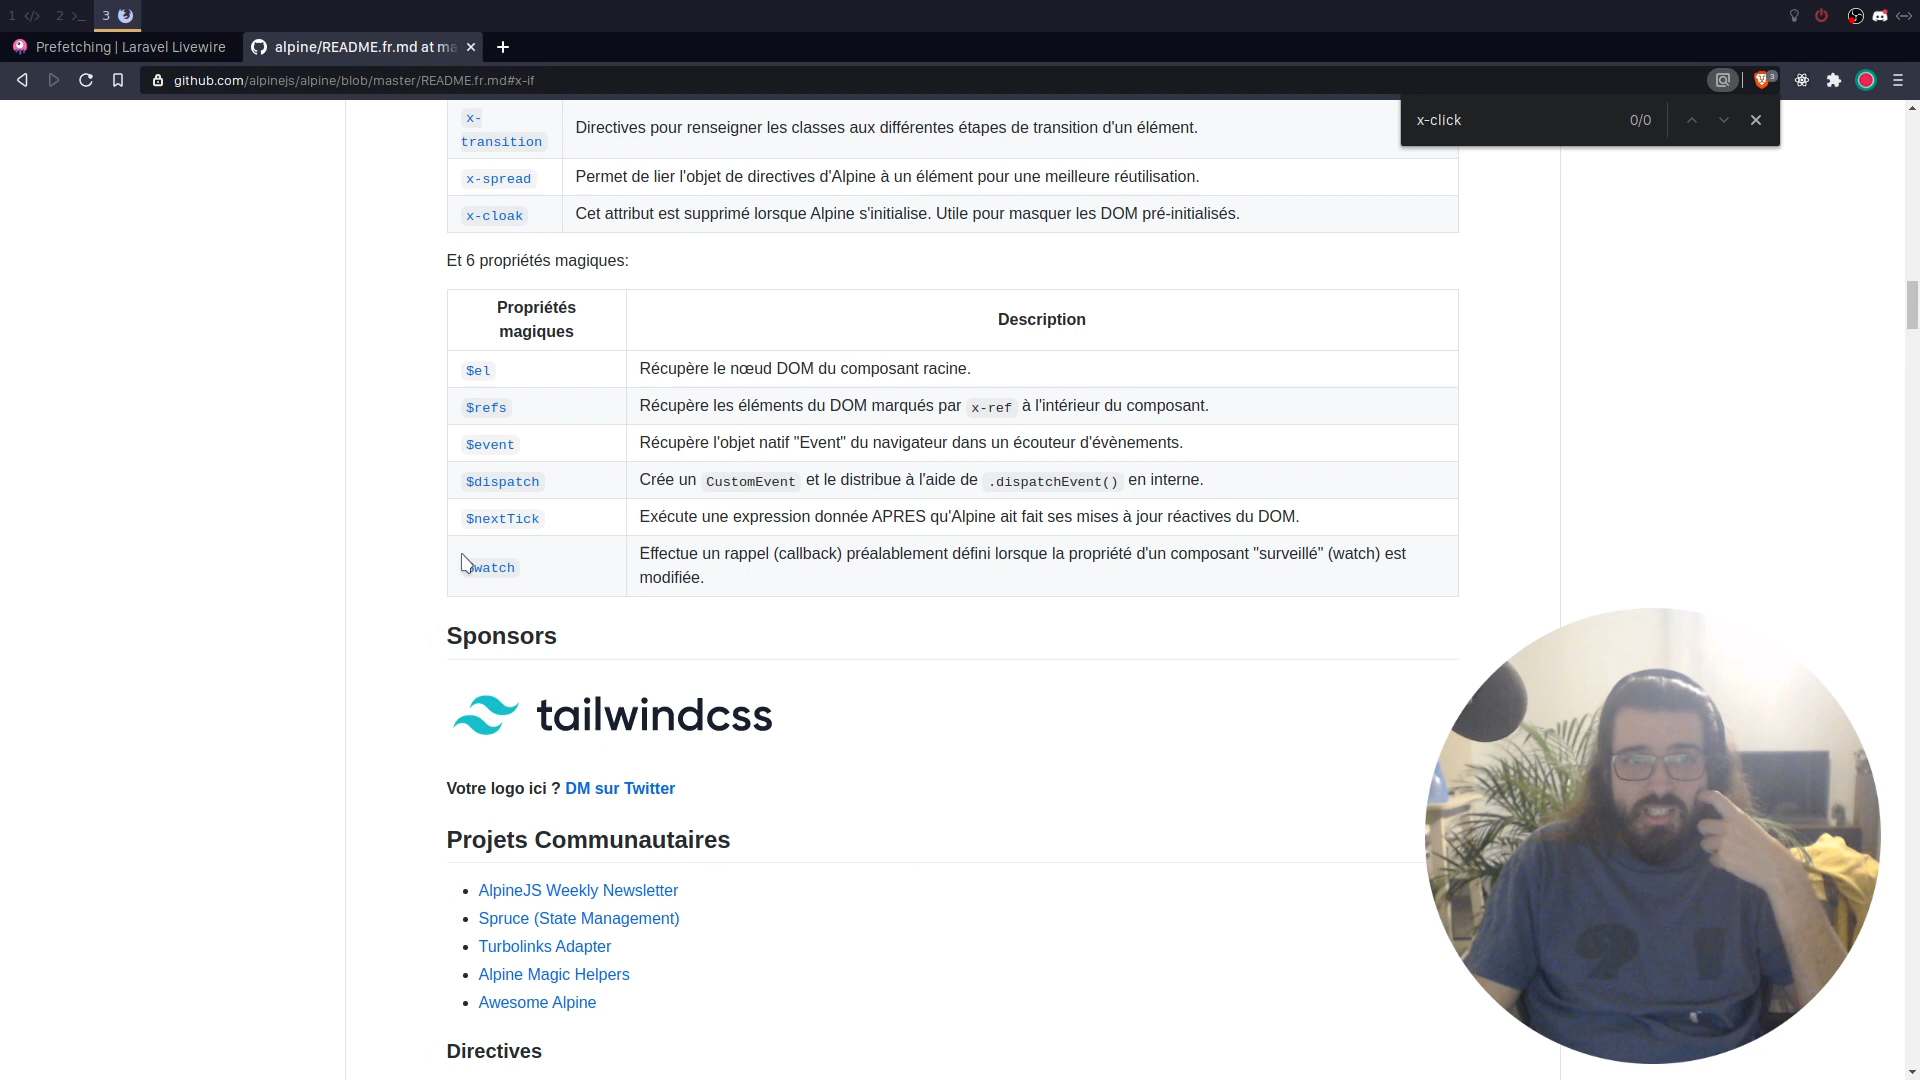 1
2
3
Prefetching | Laravel Livewire
alpine/README.fr.md at ma
github.com/alpinejs/alpine/blob/master/README.fr.md#x-if
3
x-click
0/0
x-
transition
Directives pour renseigner les classes aux différentes étapes de transition d'un élément.
x-spread
Permet de lier l'objet de directives d'Alpine à un élément pour une meilleure réutilisation.
x-cloak
Cet attribut est supprimé lorsque Alpine s'initialise. Utile pour masquer les DOM pré-initialisés.
Et 6 propriétés magiques:
Propriétés
magiques
Description
$el
Récupère le nœud DOM du composant racine.
$refs
Récupère les éléments du DOM marqués par x-ref à l'intérieur du composant.
$event
Récupère l'objet natif "Event" du navigateur dans un écouteur d'évènements.
$dispatch
Crée un CustomEvent et le distribue à l'aide de .dispatchEvent() en interne.
$nextTick
Exécute une expression donnée APRES qu'Alpine ait fait ses mises à jour réactives du DOM.
$watch
Effectue un rappel (callback) préalablement défini lorsque la propriété d'un composant "surveillé" (watch) est
modifiée.
Sponsors
tailwindcss
Votre logo ici ? DM sur Twitter
Projets Communautaires
AlpineJS Weekly Newsletter
Spruce (State Management)
Turbolinks Adapter
Alpine Magic Helpers
Awesome Alpine
Directives